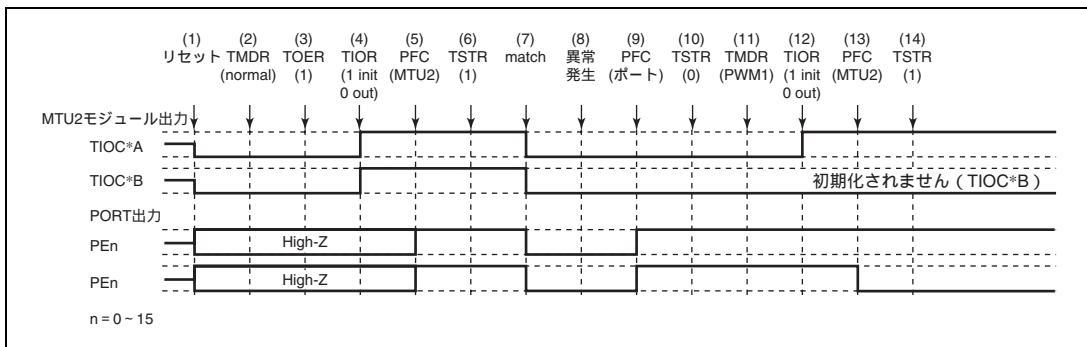 (1) (2) (3) (4) (5) (6) (7) (8) (9) (10) (11) (12) (13) (14)
リセット TMDR TOER TIOR PFC TSTR match 異常 PFC TSTR TMDR TIOR PFC TSTR
(normal) (1) (1 init (MTU2) (1) 発生 (ポート) (0) (PWM1) (1 init (MTU2) (1)
0 out) 0 out)
MTU2モジュール出力
TIOC*A
TIOC*B 初期化されません(TIOC*B)
PORT出力
PEn High-Z
PEn High-Z
n = 0 ~ 15